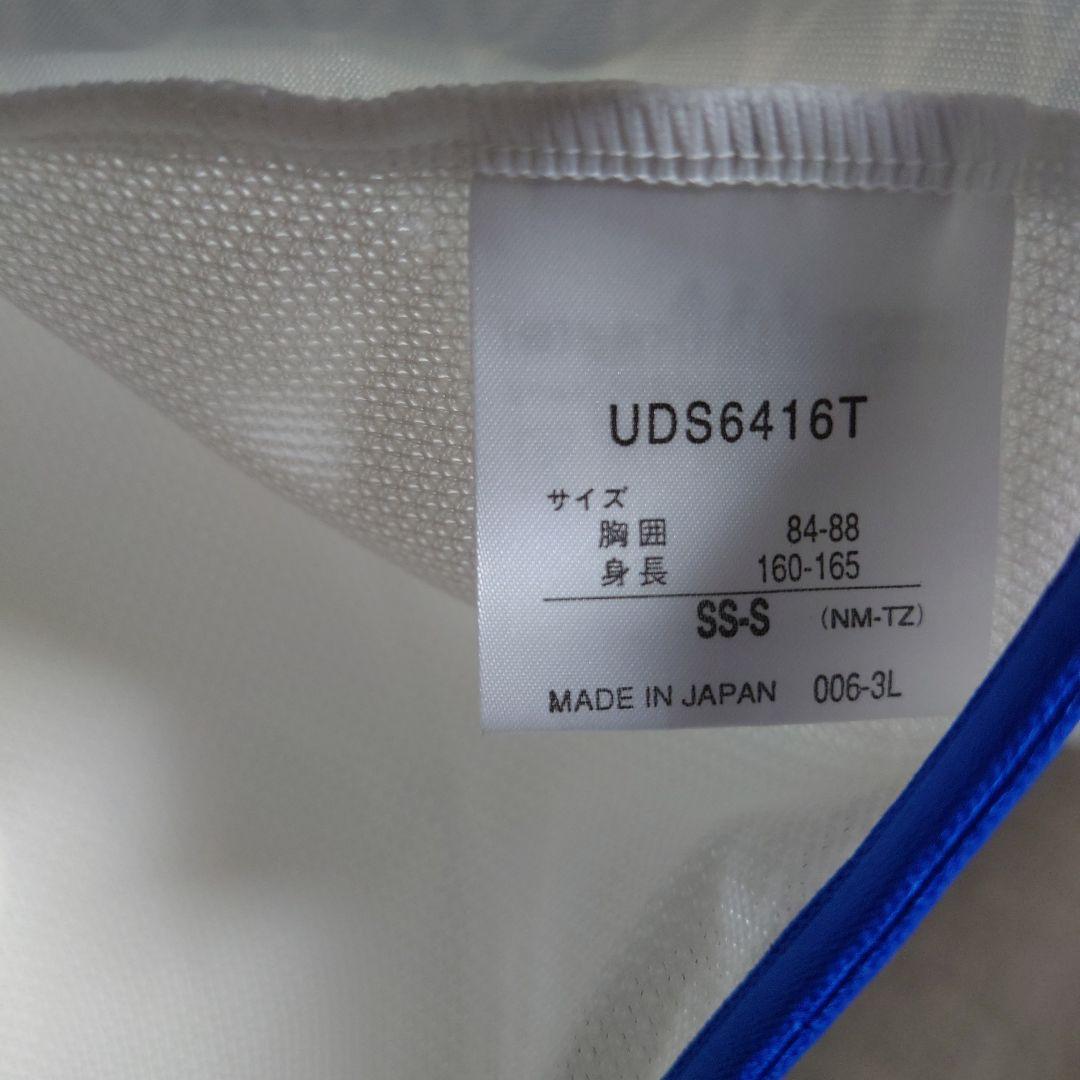 UDS6416T
サイズ
胸囲 84-88
身長 160-165
SS-S (NM-TZ)
MADE IN JAPAN 006-3L